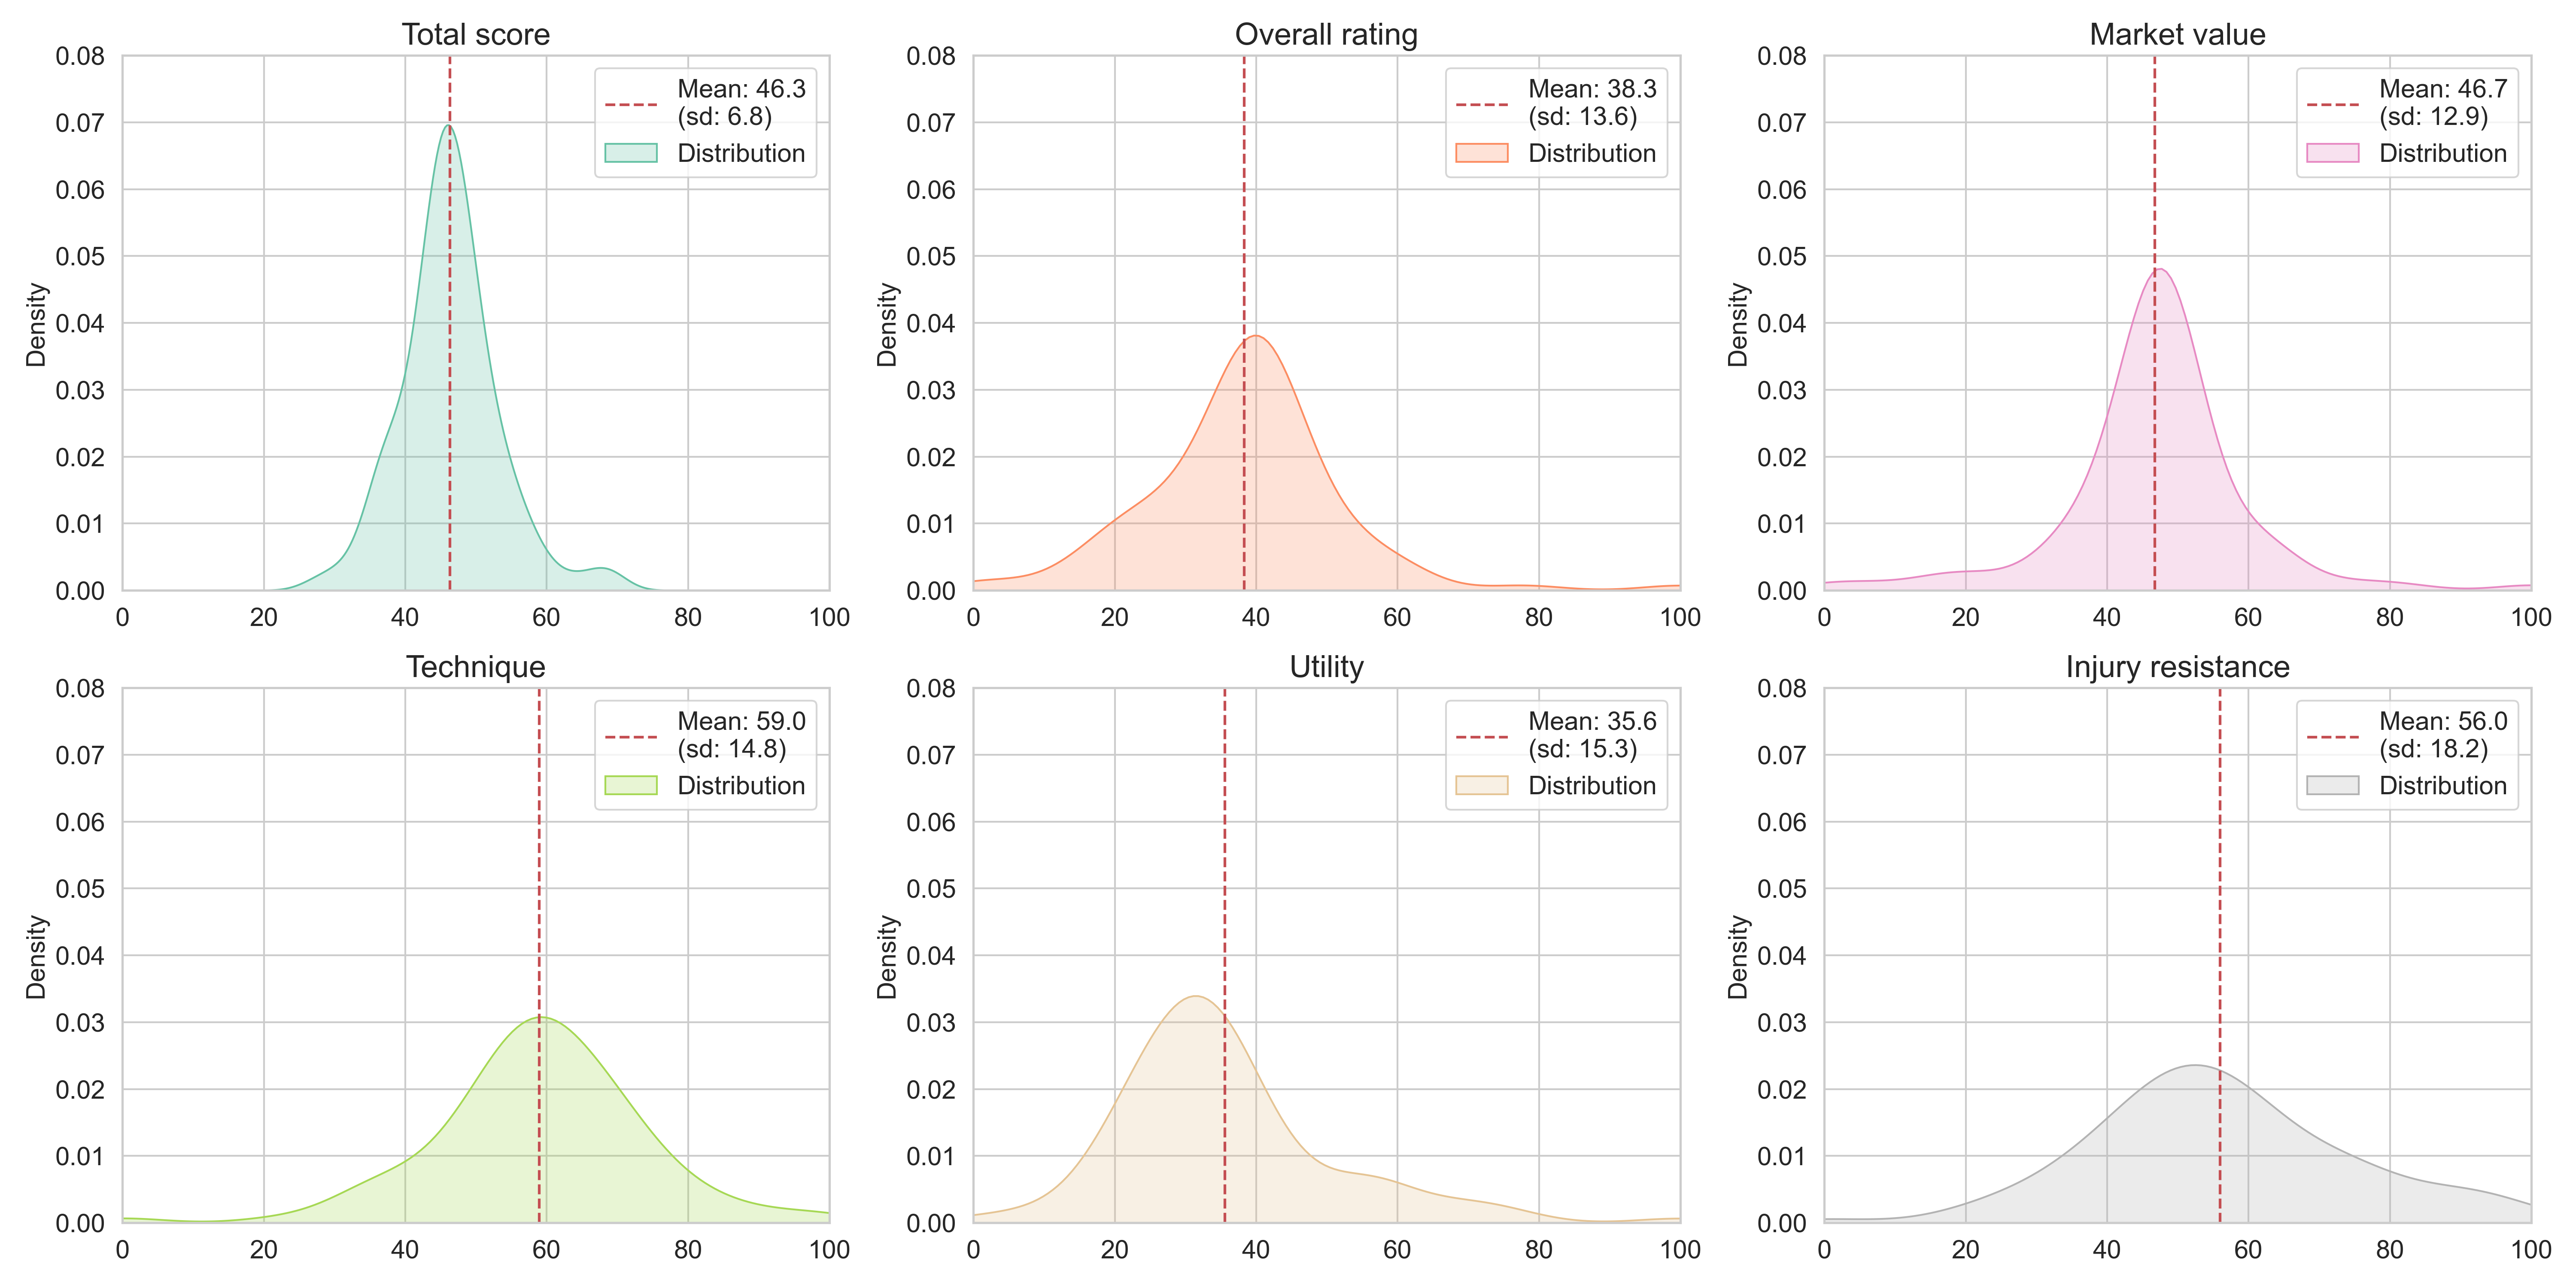 Total score
0.08
0.07
0.06
0.05
0.04
0.03
0.02
0.01
0.00
Density
0 20 40 60 80 100
Mean: 46.3
(sd: 6.8)
Distribution
Overall rating
0.08
0.07
0.06
0.05
0.04
0.03
0.02
0.01
0.00
Density
0 20 40 60 80 100
Mean: 38.3
(sd: 13.6)
Distribution
Market value
0.08
0.07
0.06
0.05
0.04
0.03
0.02
0.01
0.00
Density
0 20 40 60 80 100
Mean: 46.7
(sd: 12.9)
Distribution
Technique
0.08
0.07
0.06
0.05
0.04
0.03
0.02
0.01
0.00
Density
0 20 40 60 80 100
Mean: 59.0
(sd: 14.8)
Distribution
Utility
0.08
0.07
0.06
0.05
0.04
0.03
0.02
0.01
0.00
Density
0 20 40 60 80 100
Mean: 35.6
(sd: 15.3)
Distribution
Injury resistance
0.08
0.07
0.06
0.05
0.04
0.03
0.02
0.01
0.00
Density
0 20 40 60 80 100
Mean: 56.0
(sd: 18.2)
Distribution